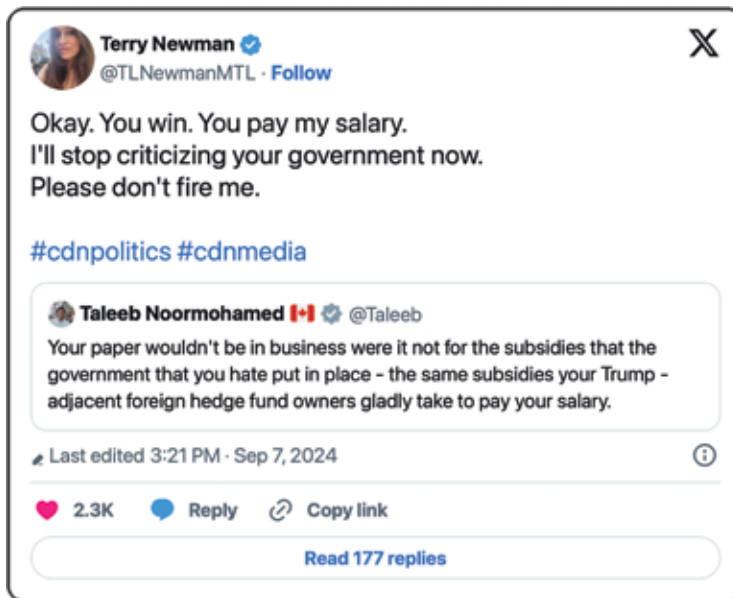 Terry Newman
@TLNewmanMTL · Follow
Okay. You win. You pay my salary.
I'll stop criticizing your government now.
Please don't fire me.
#cdnpolitics #cdnmedia
Taleeb Noormohamed 🇨🇦 @Taleeb
Your paper wouldn't be in business were it not for the subsidies that the
government that you hate put in place - the same subsidies your Trump -
adjacent foreign hedge fund owners gladly take to pay your salary.
Last edited 3:21 PM · Sep 7, 2024
2.3K Reply Copy link
Read 177 replies